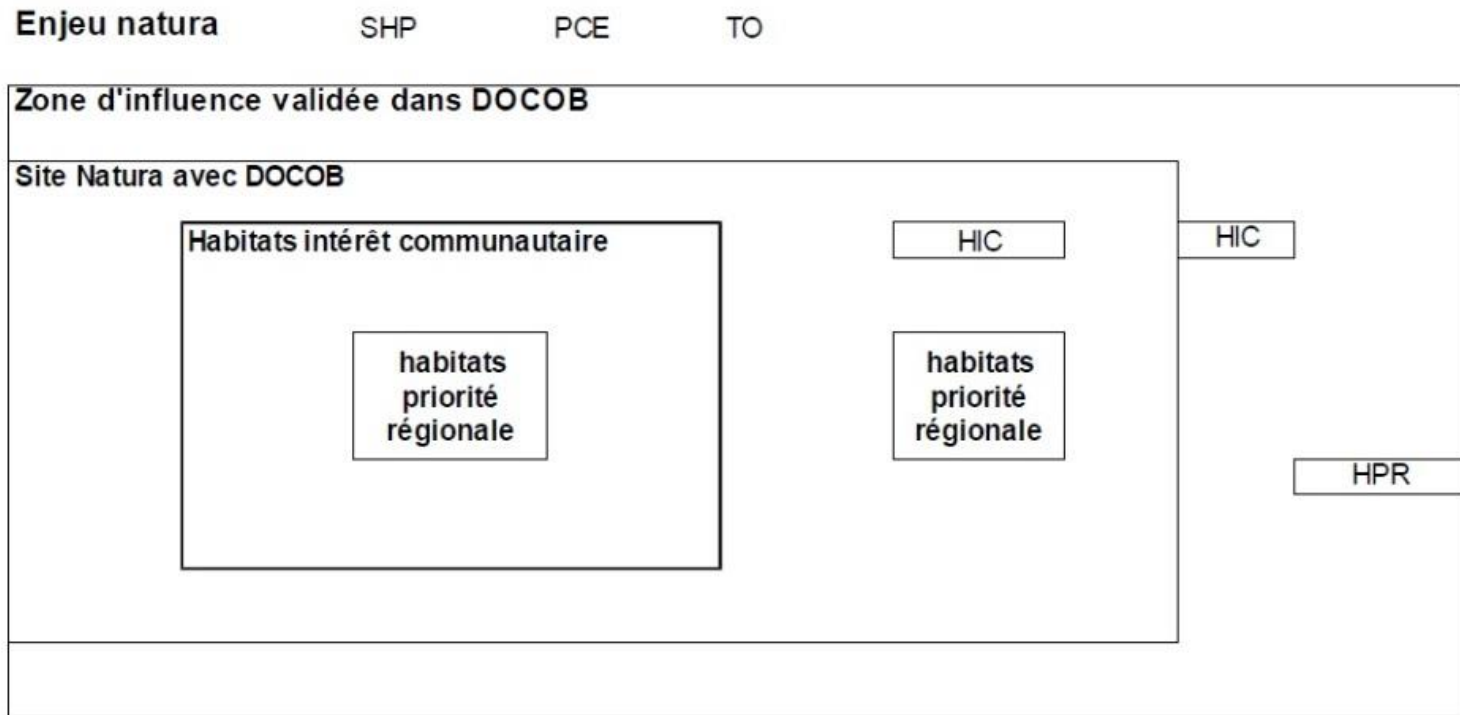 Enjeu natura SHP PCE TO
Zone d'influence validée dans DOCOB
Site Natura avec DOCOB
Habitats intérêt communautaire
HIC
HIC
habitats
priorité
régionale
habitats
priorité
régionale
HPR